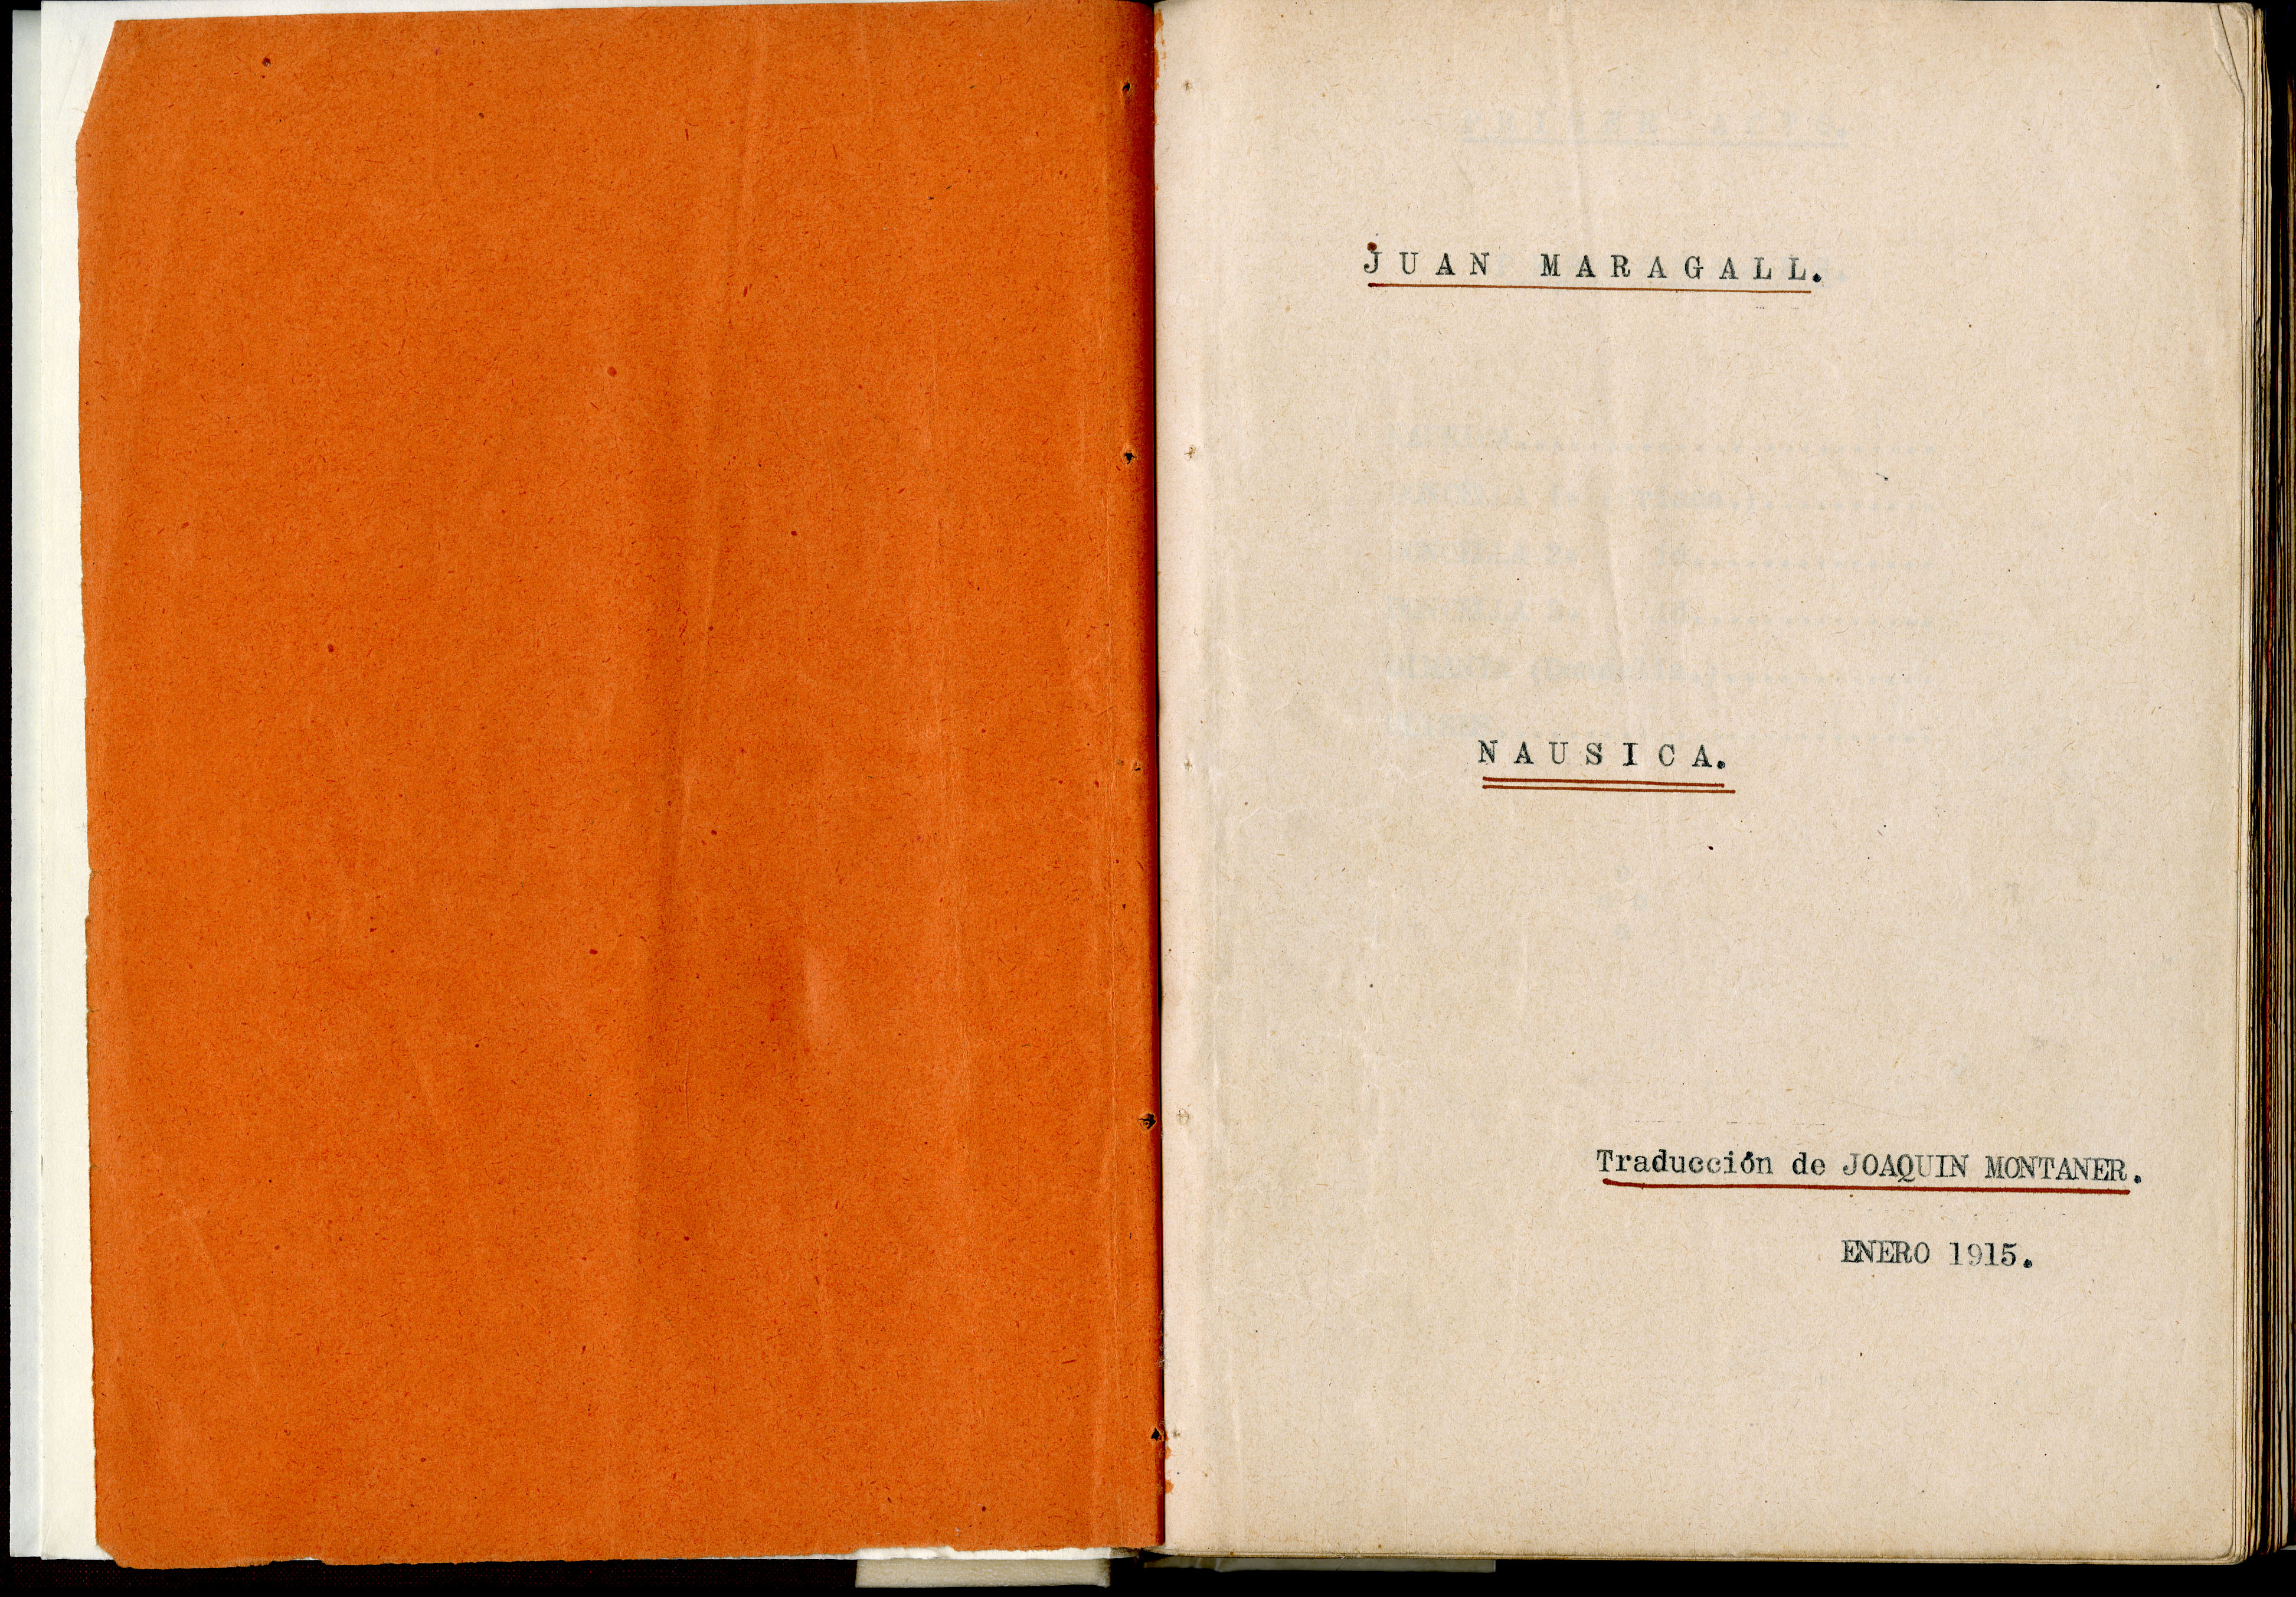 JUAN MARAGALL.
NAUSICA.
Traducción de JOAQUIN MONTANER.
ENERO 1915.